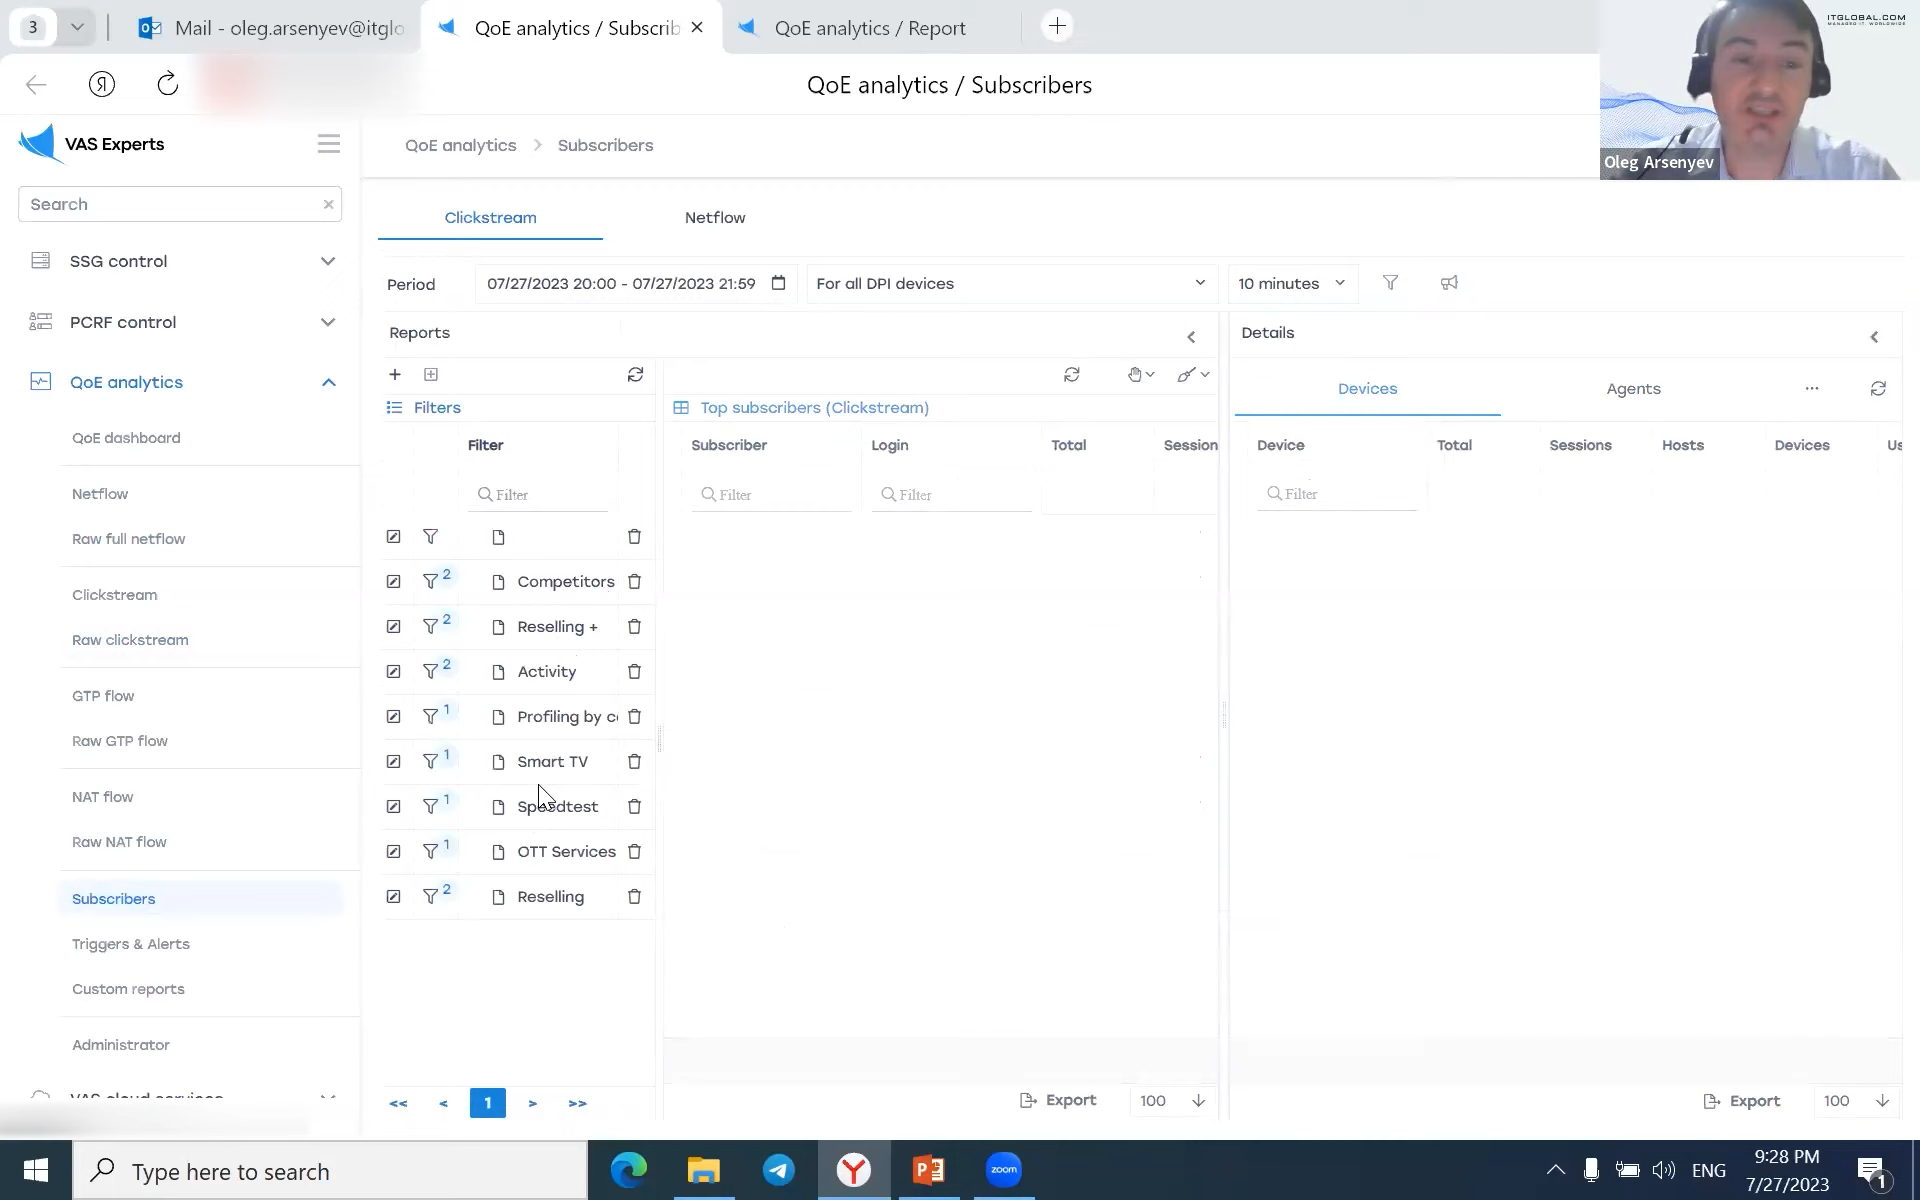 3
Mail - oleg.arsenyev@itglo
QoE analytics / Subscrib
QoE analytics / Report
ITGLOBAL.COM
MANAGED IT. WORLDWIDE
QoE analytics / Subscribers
VAS Experts
QoE analytics > Subscribers
Oleg Arsenyev
Search
Clickstream
Netflow
SSG control
Period
07/27/2023 20:00 - 07/27/2023 21:59
For all DPI devices
10 minutes
PCRF control
Reports
Details
QoE analytics
Devices
Agents
Filters
Top subscribers (Clickstream)
QoE dashboard
Filter
Subscriber
Login
Total
Session
Device
Total
Sessions
Hosts
Devices
Us
Netflow
Filter
Filter
Filter
Filter
Raw full netflow
Clickstream
2 Competitors
Raw clickstream
2 Reselling +
2 Activity
GTP flow
1 Profiling by c
Raw GTP flow
1 Smart TV
NAT flow
1 Speedtest
Raw NAT flow
1 OTT Services
Subscribers
2 Reselling
Triggers & Alerts
Custom reports
Administrator
VAS cloud services
<< < 1 > >>
Export 100
Export 100
Type here to search
zoom
ENG
9:28 PM
7/27/2023
1